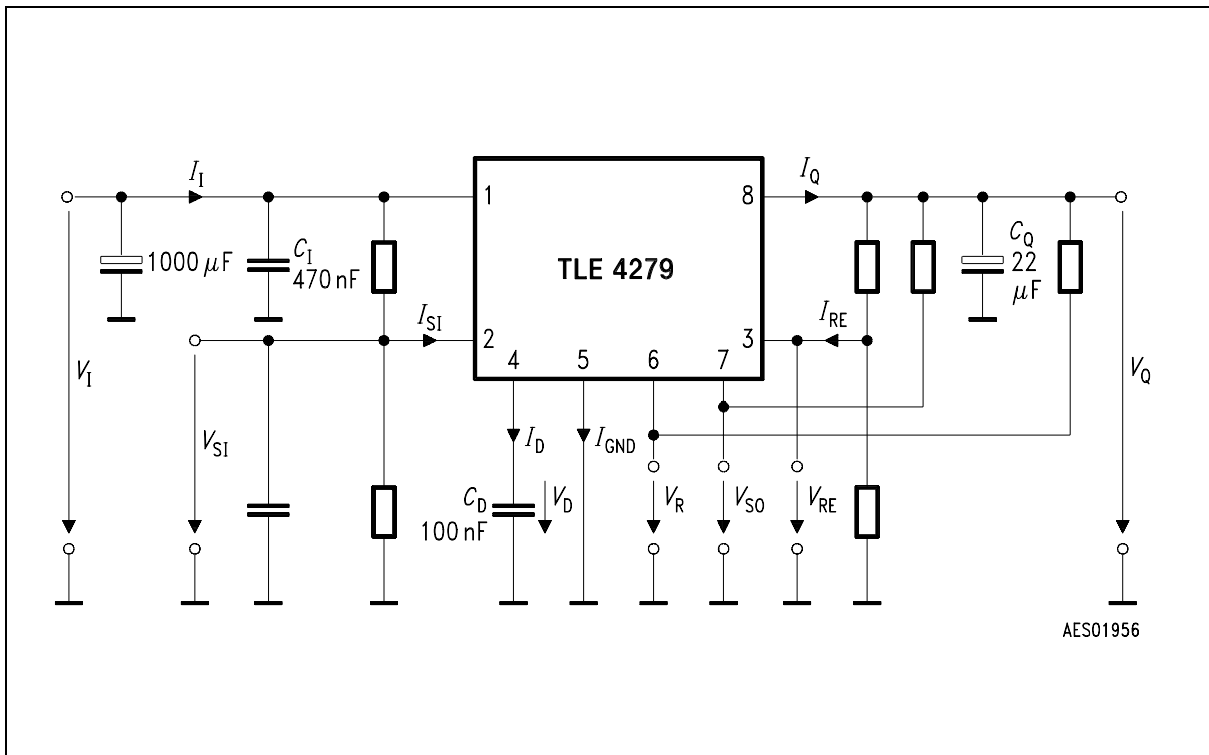 I_I
I_Q
1
8
1000 μF
C_I
470 nF
TLE 4279
C_Q
22
μF
I_SI
I_RE
2
3
4
5
6
7
V_I
V_Q
V_SI
I_D
I_GND
C_D
100 nF
V_D
V_R
V_SO
V_RE
AES01956